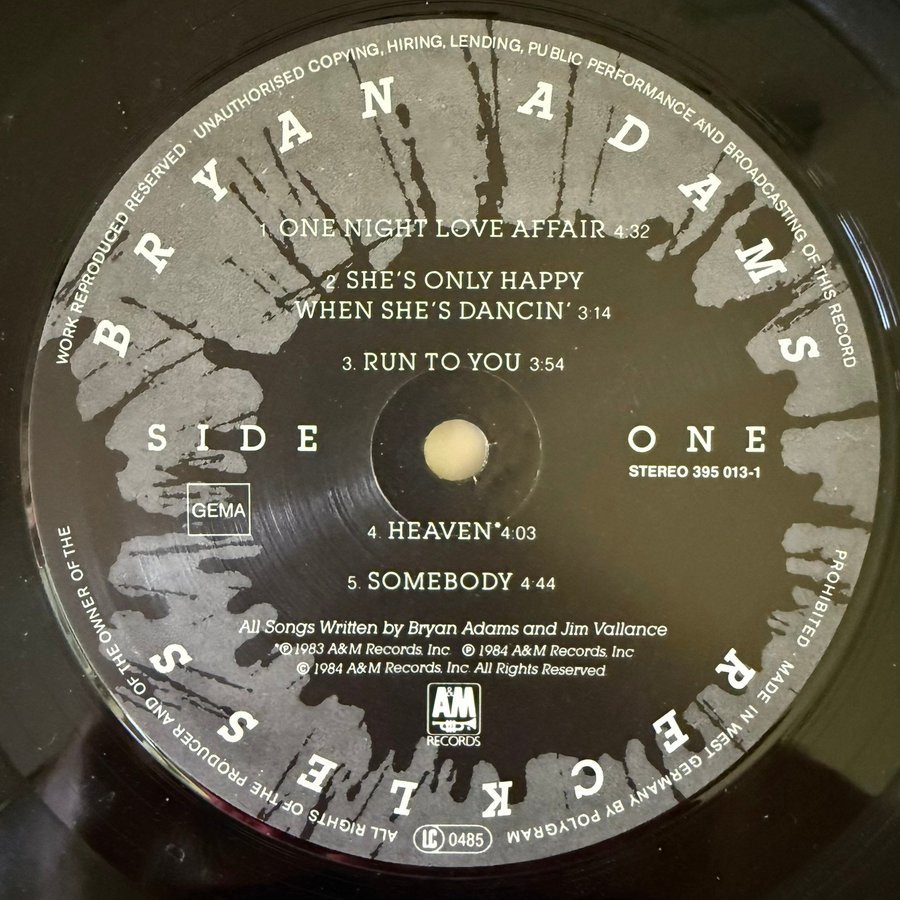 ALL RIGHTS OF THE PRODUCER AND OF THE OWNER OF THE WORK REPRODUCED RESERVED · UNAUTHORISED COPYING, HIRING, LENDING, PUBLIC PERFORMANCE AND BROADCASTING OF THIS RECORD PROHIBITED · MADE IN WEST GERMANY BY POLYGRAM
BRYAN ADAMS
1. ONE NIGHT LOVE AFFAIR 4:32
2. SHE'S ONLY HAPPY
WHEN SHE'S DANCIN' 3:14
3. RUN TO YOU 3:54
SIDE ONE
STEREO 395 013-1
GEMA
4. HEAVEN* 4:03
5. SOMEBODY 4:44
All Songs Written by Bryan Adams and Jim Vallance
*℗ 1983 A&M Records, Inc. ℗ 1984 A&M Records, Inc
© 1984 A&M Records, Inc. All Rights Reserved
A&M
RECORDS
RECKLESS
LC 0485